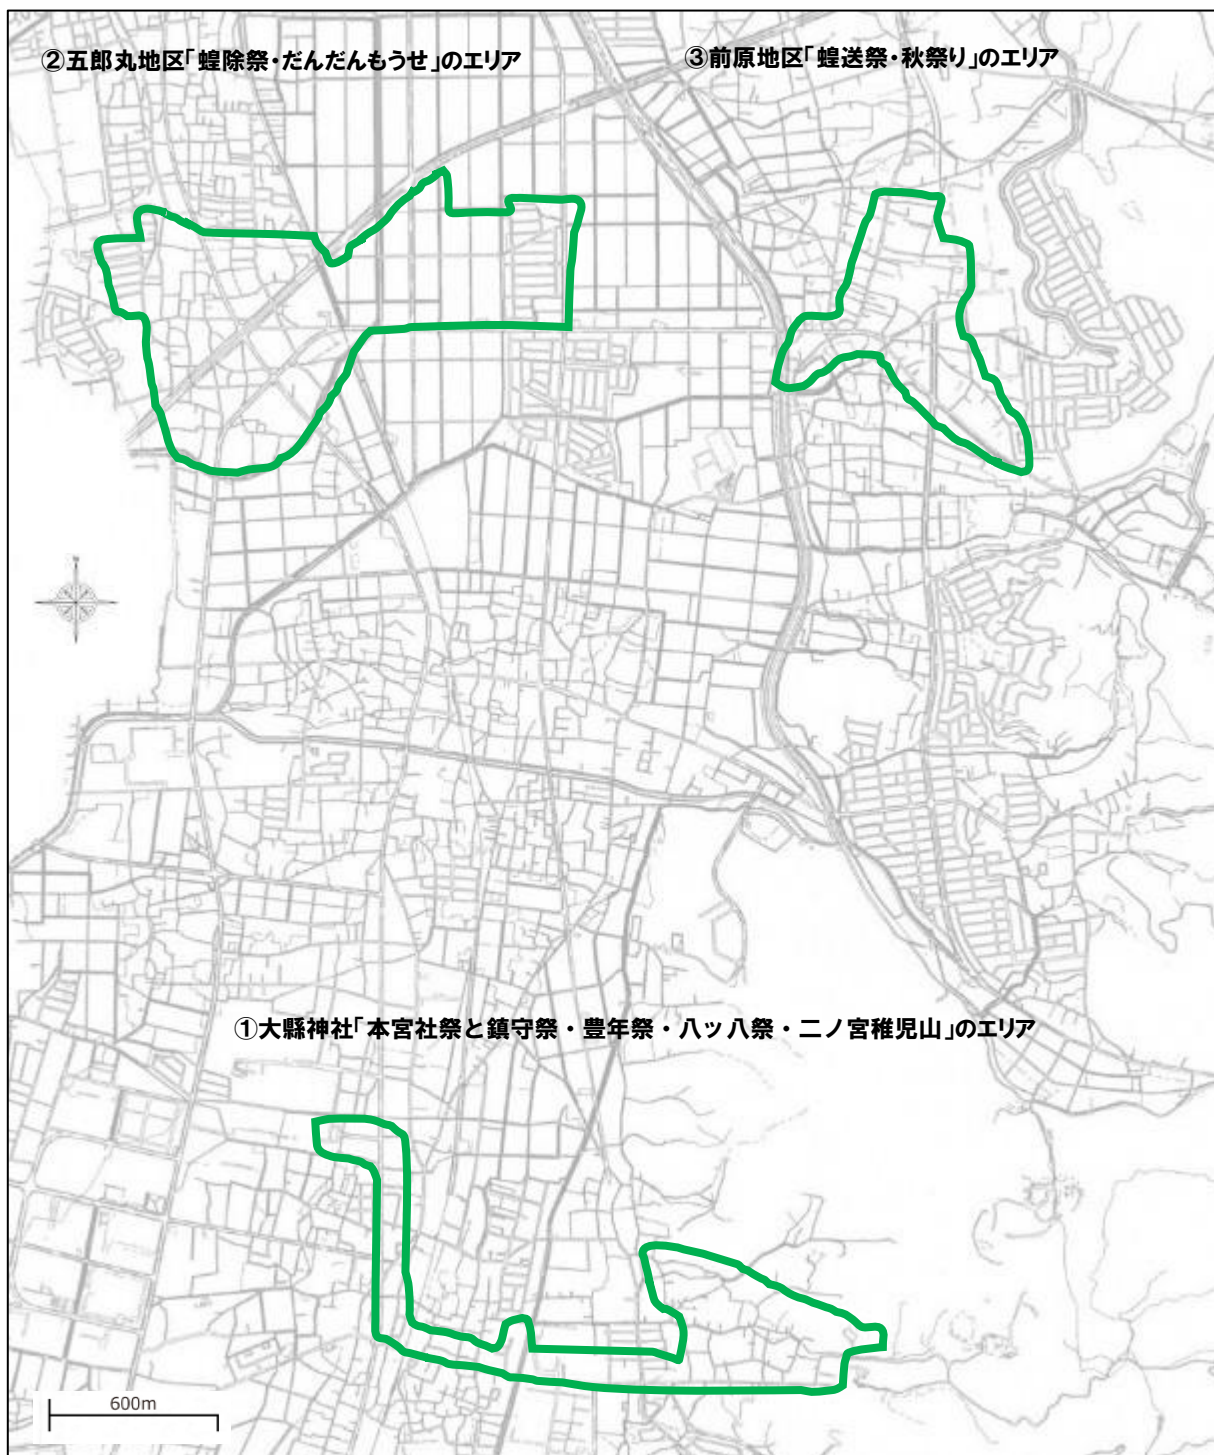 ②五郎丸地区「蝗除祭・だんだんもうせ」のエリア
③前原地区「蝗送祭・秋祭り」のエリア
①大縣神社「本宮社祭と鎮守祭・豊年祭・八ッ八祭・二ノ宮稚児山」のエリア
600m